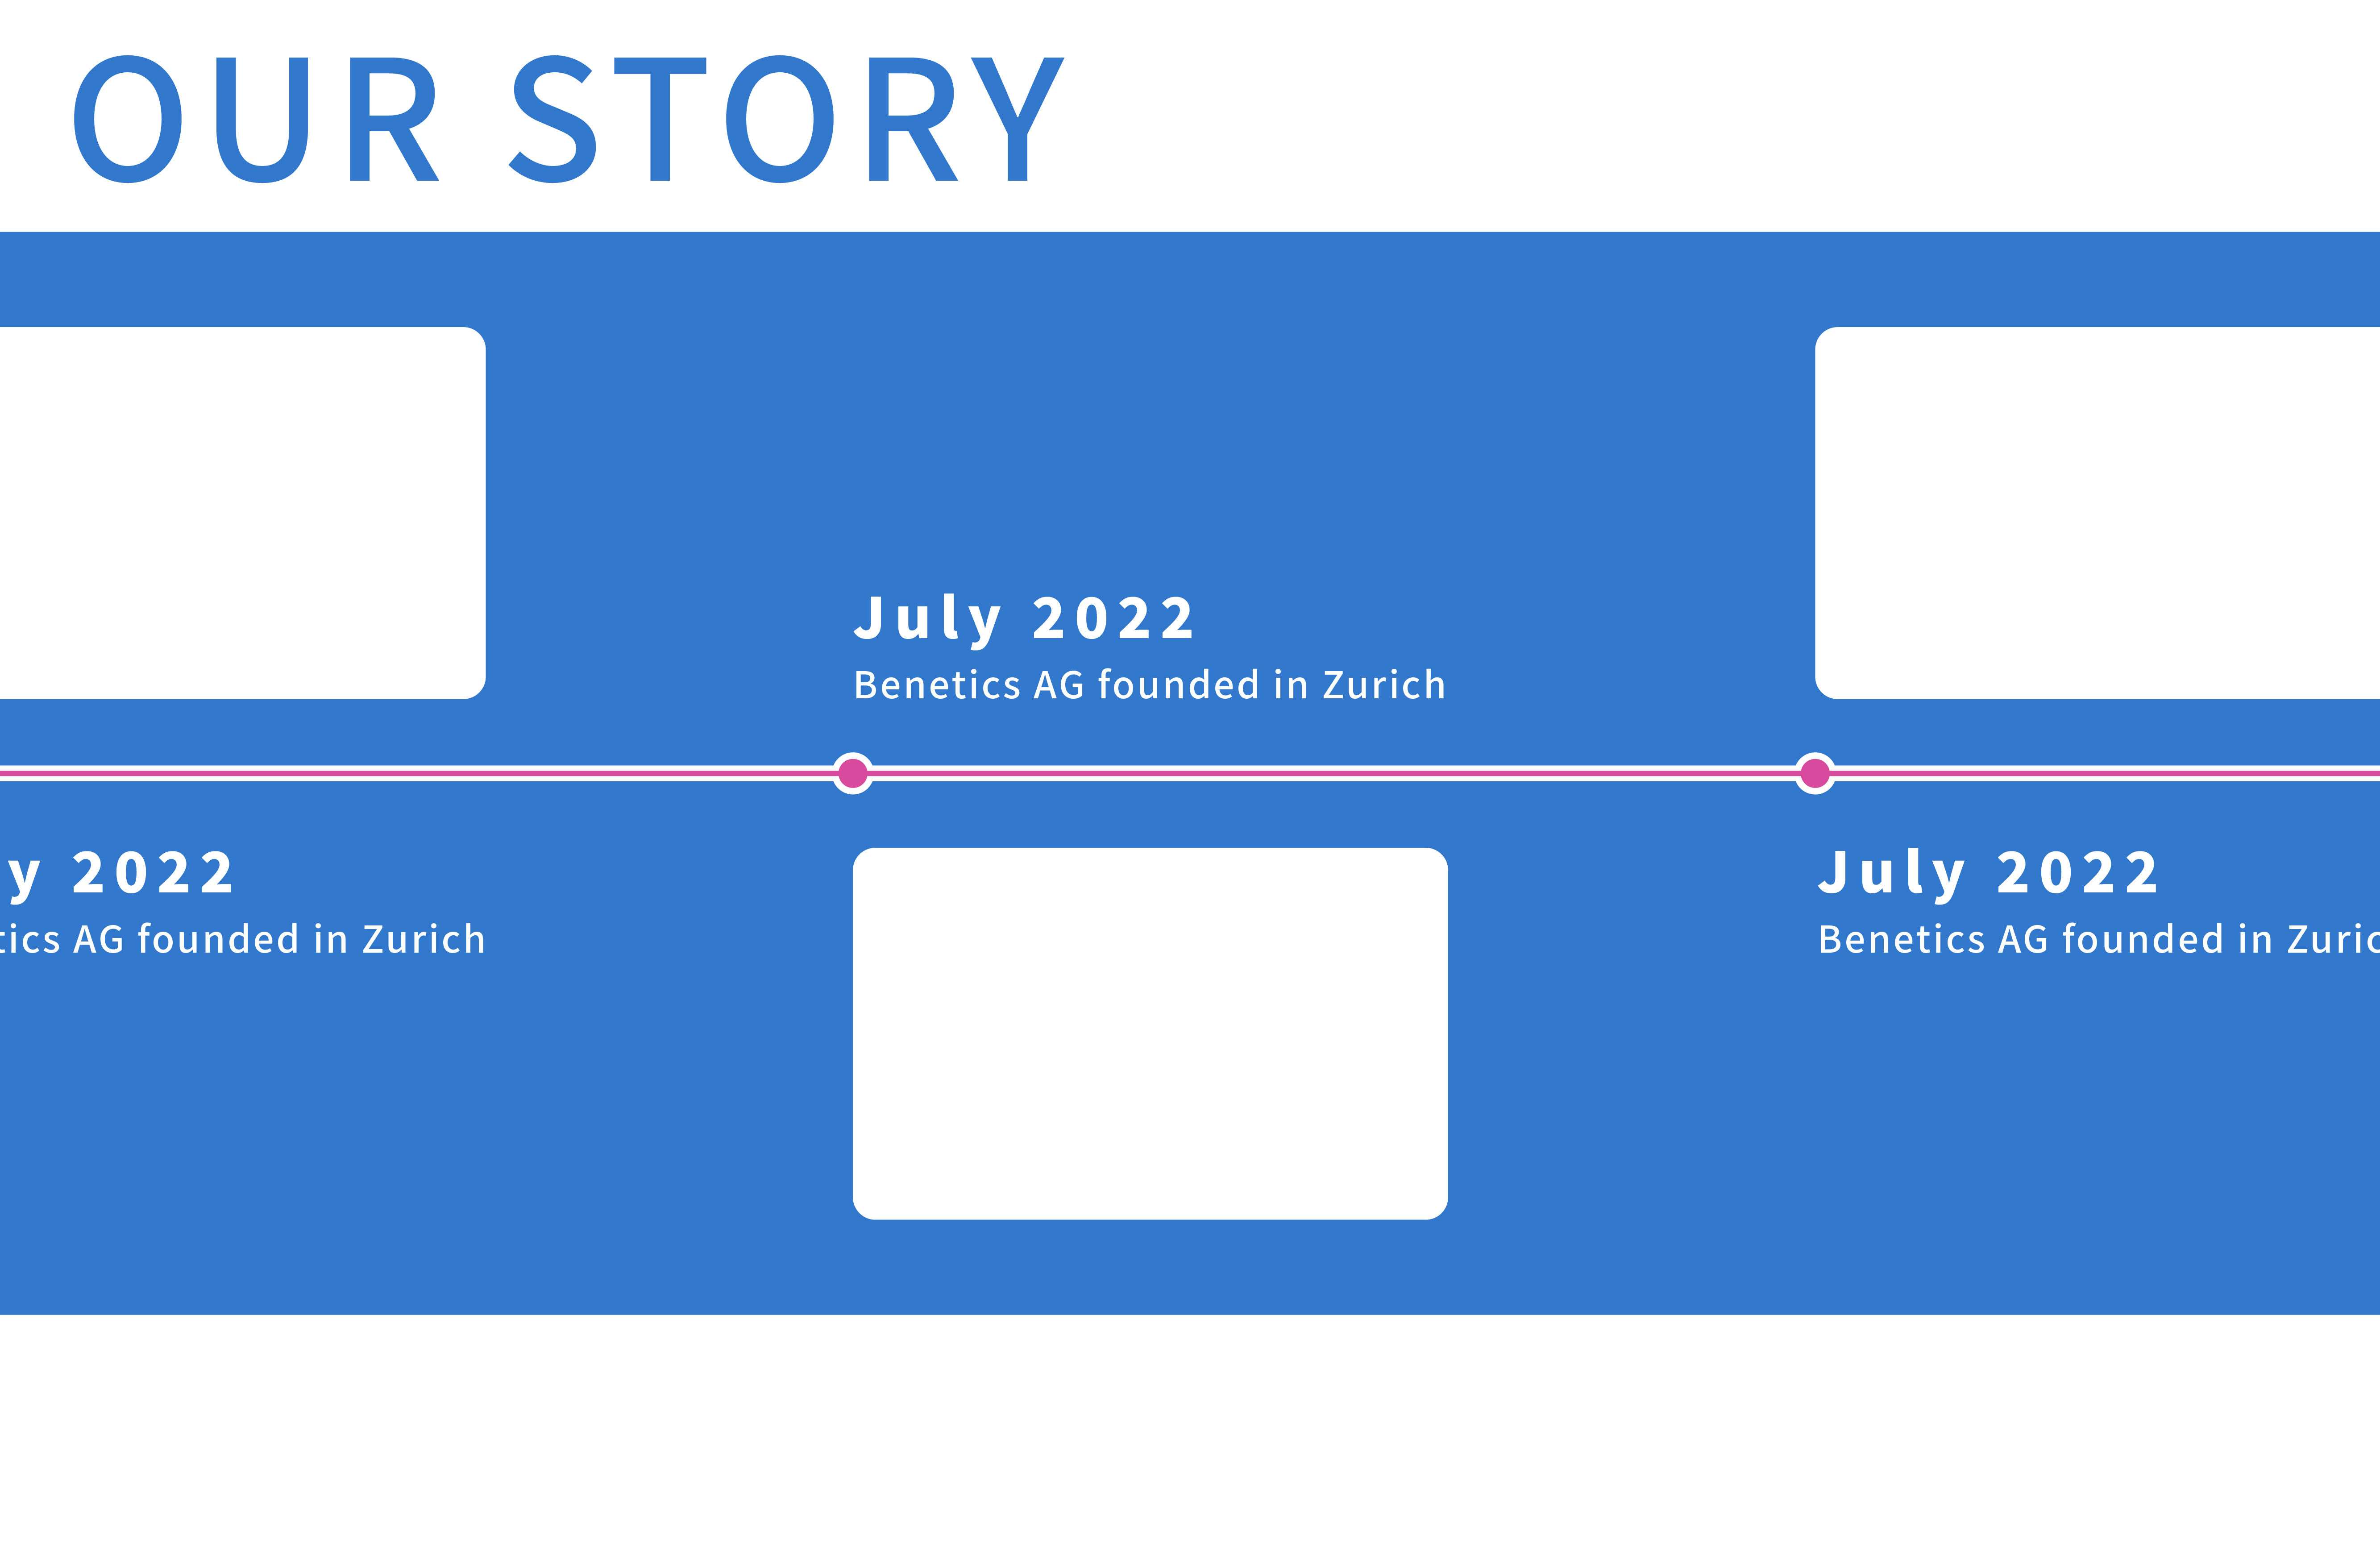 OUR STORY
July 2022
Benetics AG founded in Zurich
y 2022
tics AG founded in Zurich
July 2022
Benetics AG founded in Zuric